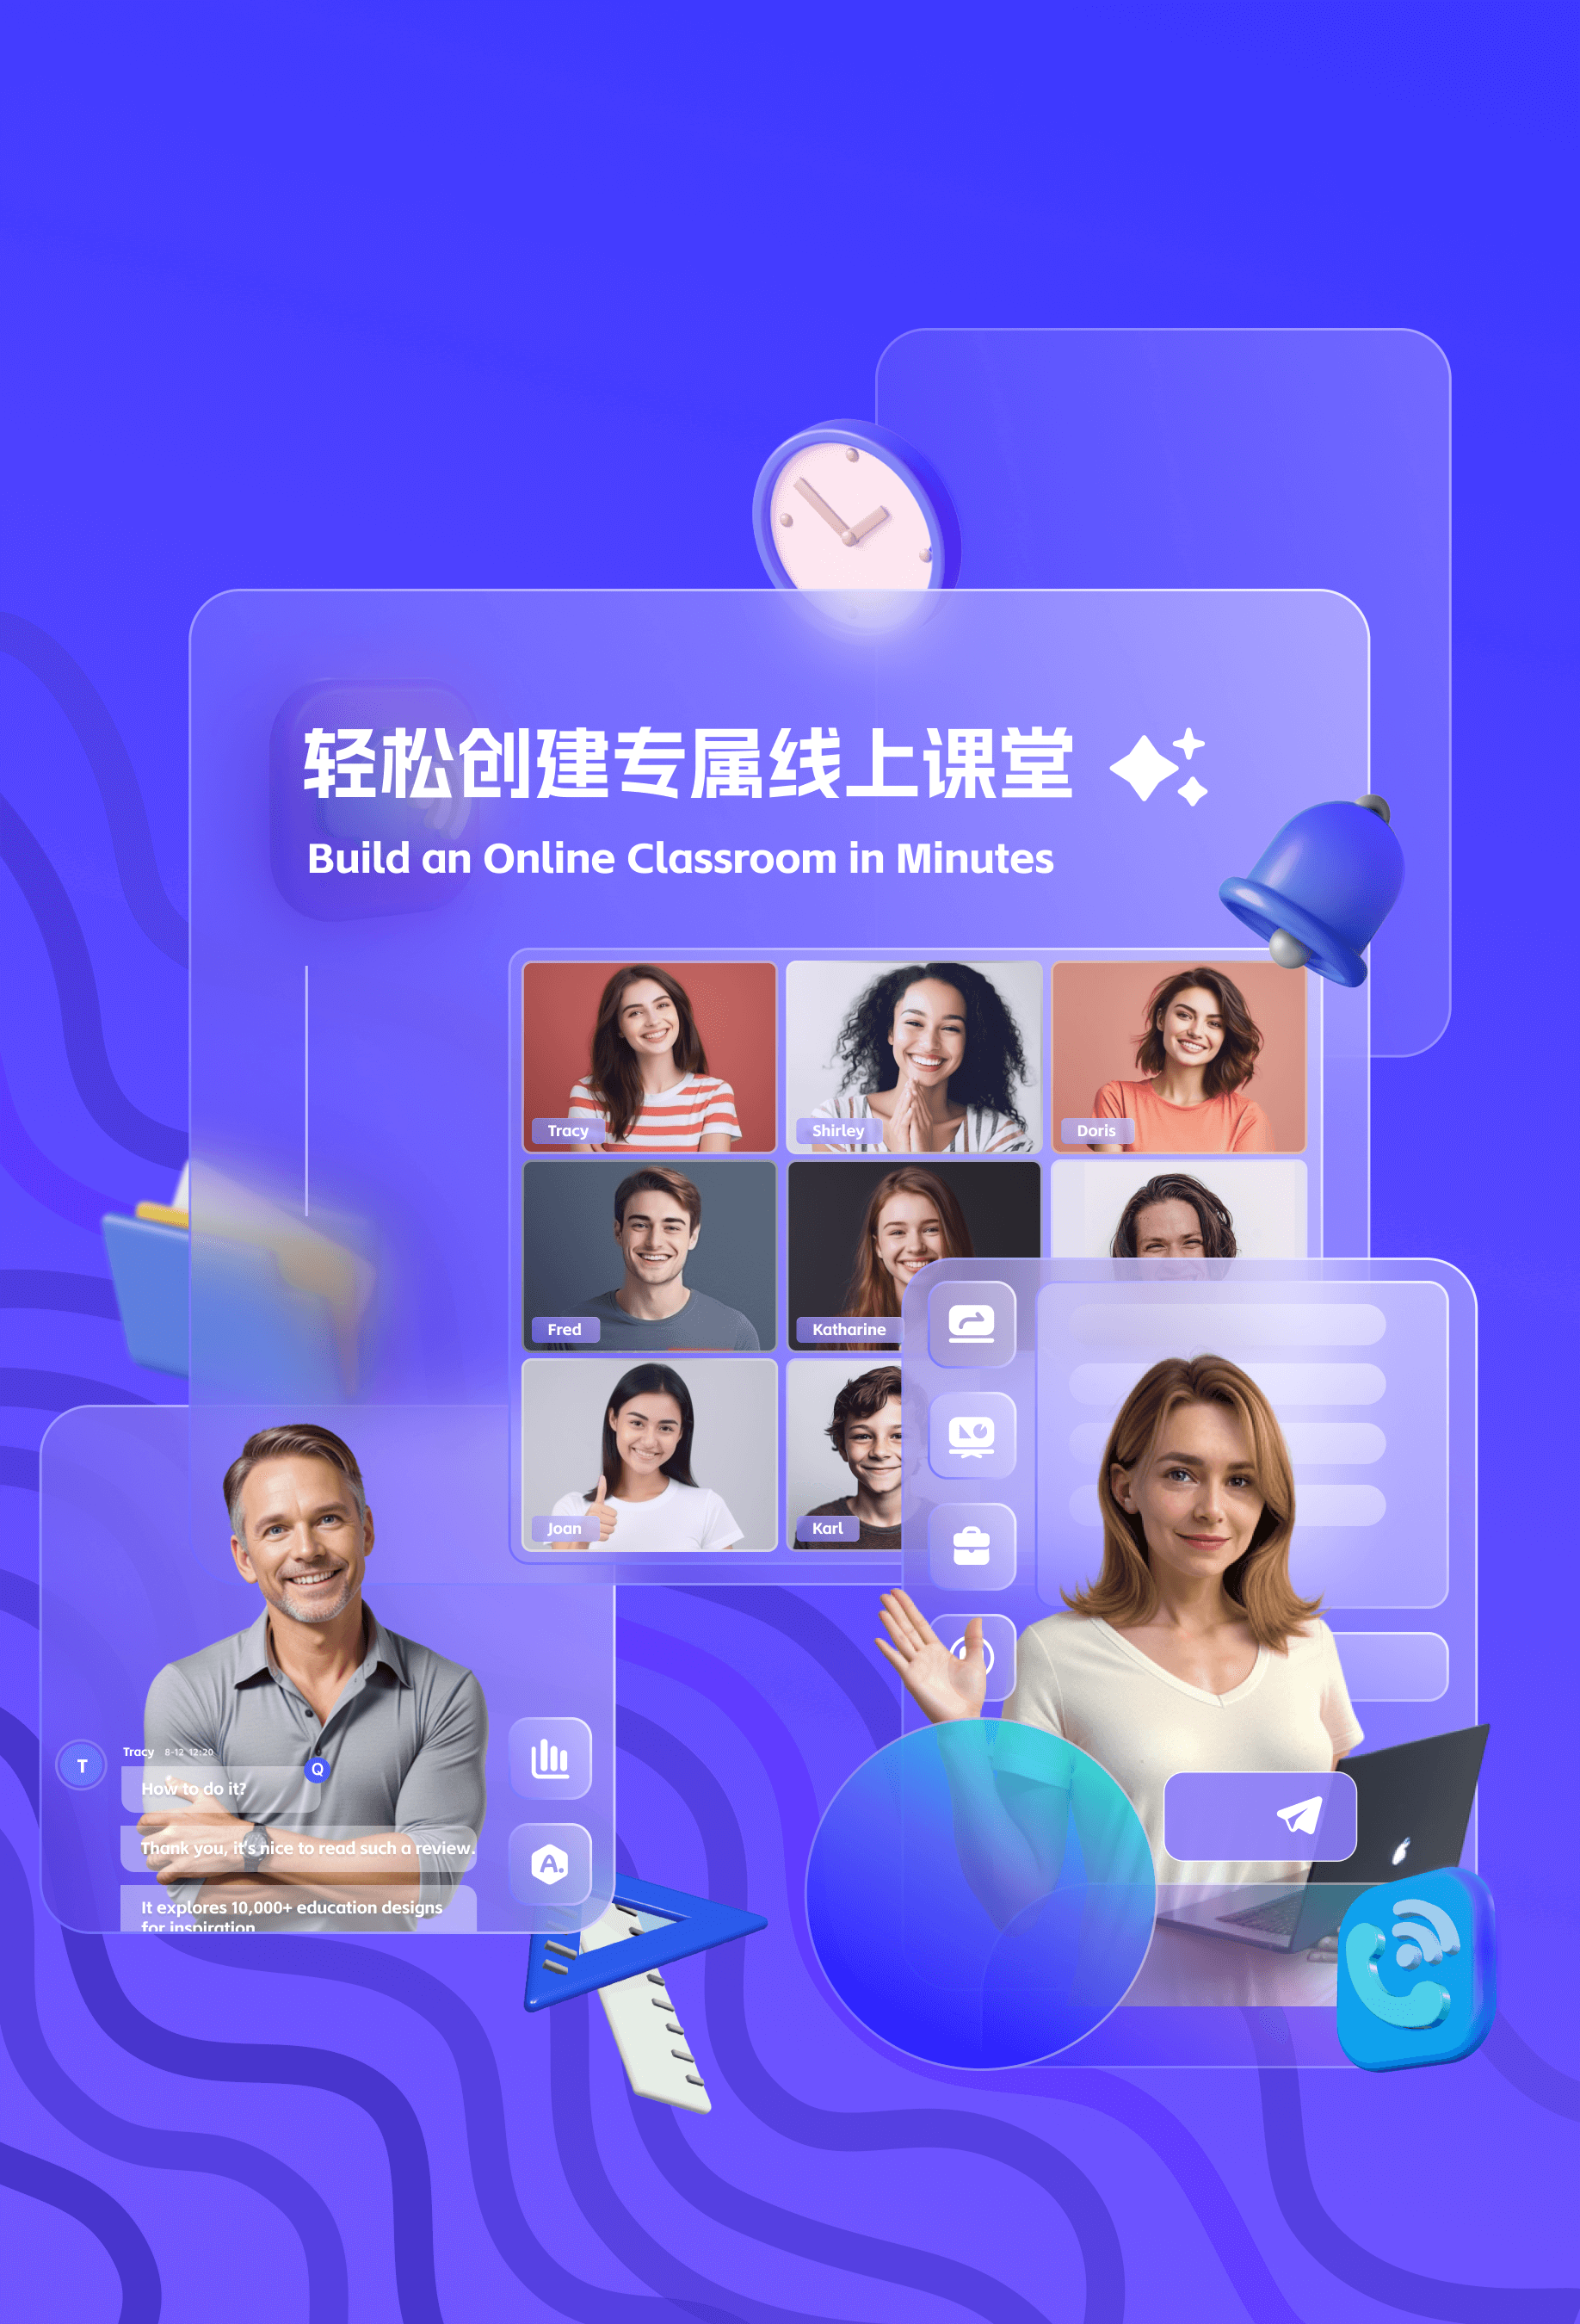 轻松创建专属线上课堂
Build an Online Classroom in Minutes
Tracy
Shirley
Doris
Fred
Katharine
Joan
Karl
T
Tracy 8-12 12:20
Q
How to do it?
Thank you, it's nice to read such a review.
A.
It explores 10,000+ education designs
for inspiration